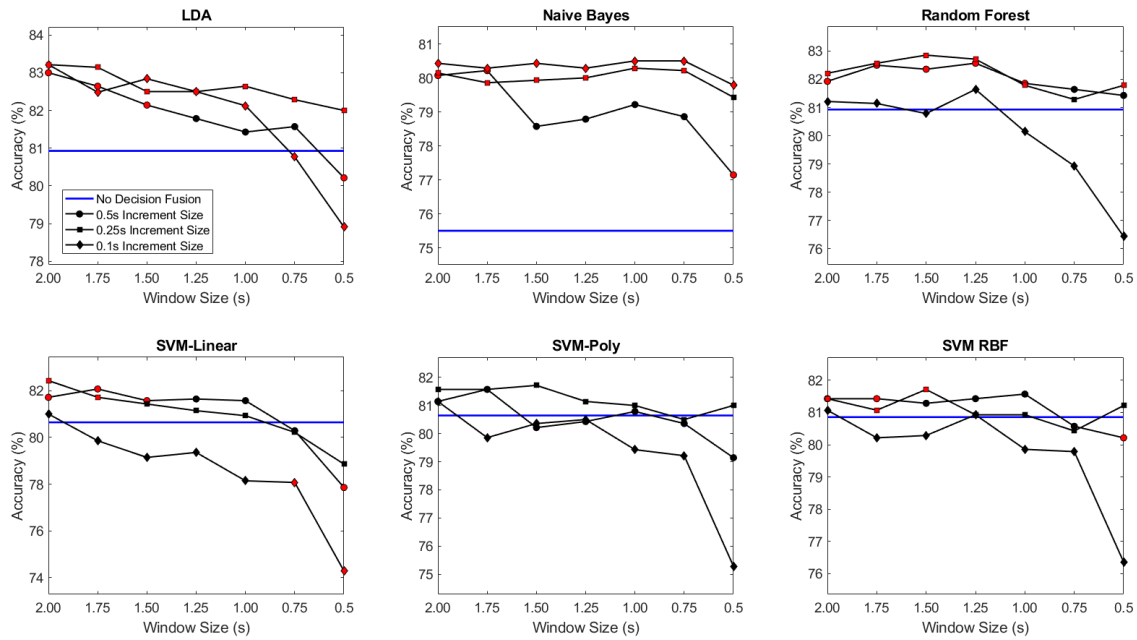 LDA
84
83
82
81
80
79
78
Accuracy (%)
No Decision Fusion
0.5s Increment Size
0.25s Increment Size
0.1s Increment Size
2.00 1.75 1.50 1.25 1.00 0.75 0.5
Window Size (s)
Naive Bayes
81
80
79
78
77
76
75
Accuracy (%)
2.00 1.75 1.50 1.25 1.00 0.75 0.5
Window Size (s)
Random Forest
83
82
81
80
79
78
77
76
Accuracy (%)
2.00 1.75 1.50 1.25 1.00 0.75 0.5
Window Size (s)
SVM-Linear
82
80
78
76
74
Accuracy (%)
2.00 1.75 1.50 1.25 1.00 0.75 0.5
Window Size (s)
SVM-Poly
82
81
80
79
78
77
76
75
Accuracy (%)
2.00 1.75 1.50 1.25 1.00 0.75 0.5
Window Size (s)
SVM RBF
82
81
80
79
78
77
76
Accuracy (%)
2.00 1.75 1.50 1.25 1.00 0.75 0.5
Window Size (s)